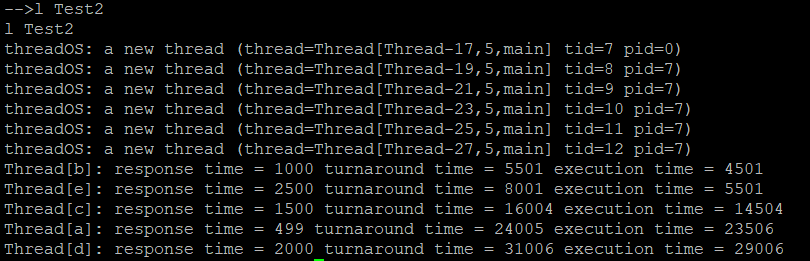 -->l Test2
l Test2
threadOS: a new thread (thread=Thread[Thread-17,5,main] tid=7 pid=0)
threadOS: a new thread (thread=Thread[Thread-19,5,main] tid=8 pid=7)
threadOS: a new thread (thread=Thread[Thread-21,5,main] tid=9 pid=7)
threadOS: a new thread (thread=Thread[Thread-23,5,main] tid=10 pid=7)
threadOS: a new thread (thread=Thread[Thread-25,5,main] tid=11 pid=7)
threadOS: a new thread (thread=Thread[Thread-27,5,main] tid=12 pid=7)
Thread[b]: response time = 1000 turnaround time = 5501 execution time = 4501
Thread[e]: response time = 2500 turnaround time = 8001 execution time = 5501
Thread[c]: response time = 1500 turnaround time = 16004 execution time = 14504
Thread[a]: response time = 499 turnaround time = 24005 execution time = 23506
Thread[d]: response time = 2000 turnaround time = 31006 execution time = 29006